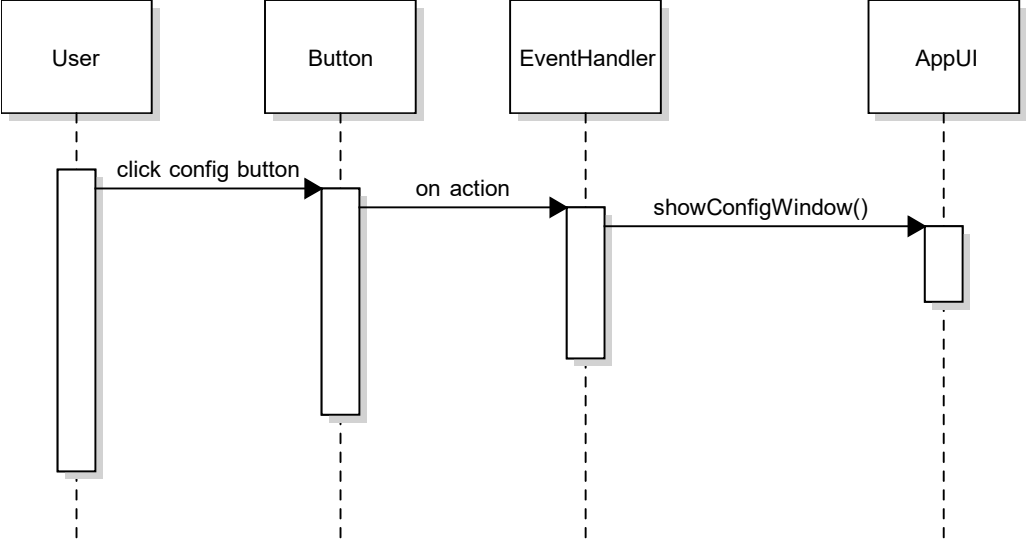 User
Button
EventHandler
AppUI
click config button
on action
showConfigWindow()